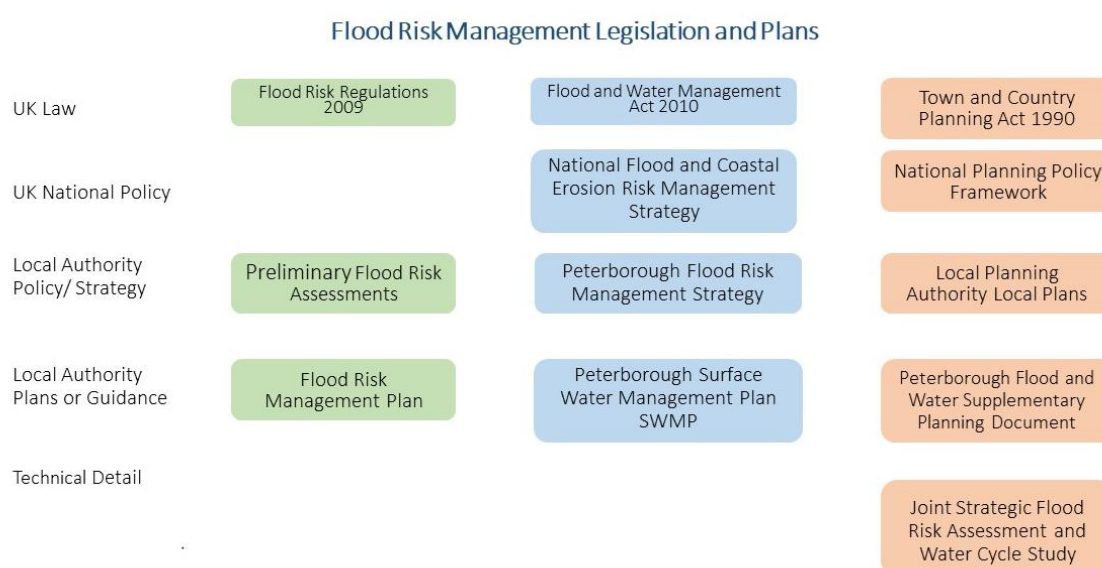 Flood Risk Management Legislation and Plans
UK Law
Flood Risk Regulations
2009
Flood and Water Management
Act 2010
Town and Country
Planning Act 1990
UK National Policy
National Flood and Coastal
Erosion Risk Management
Strategy
National Planning Policy
Framework
Local Authority
Policy/ Strategy
Preliminary Flood Risk
Assessments
Peterborough Flood Risk
Management Strategy
Local Planning
Authority Local Plans
Local Authority
Plans or Guidance
Flood Risk
Management Plan
Peterborough Surface
Water Management Plan
SWMP
Peterborough Flood and
Water Supplementary
Planning Document
Technical Detail
.
Joint Strategic Flood
Risk Assessment and
Water Cycle Study